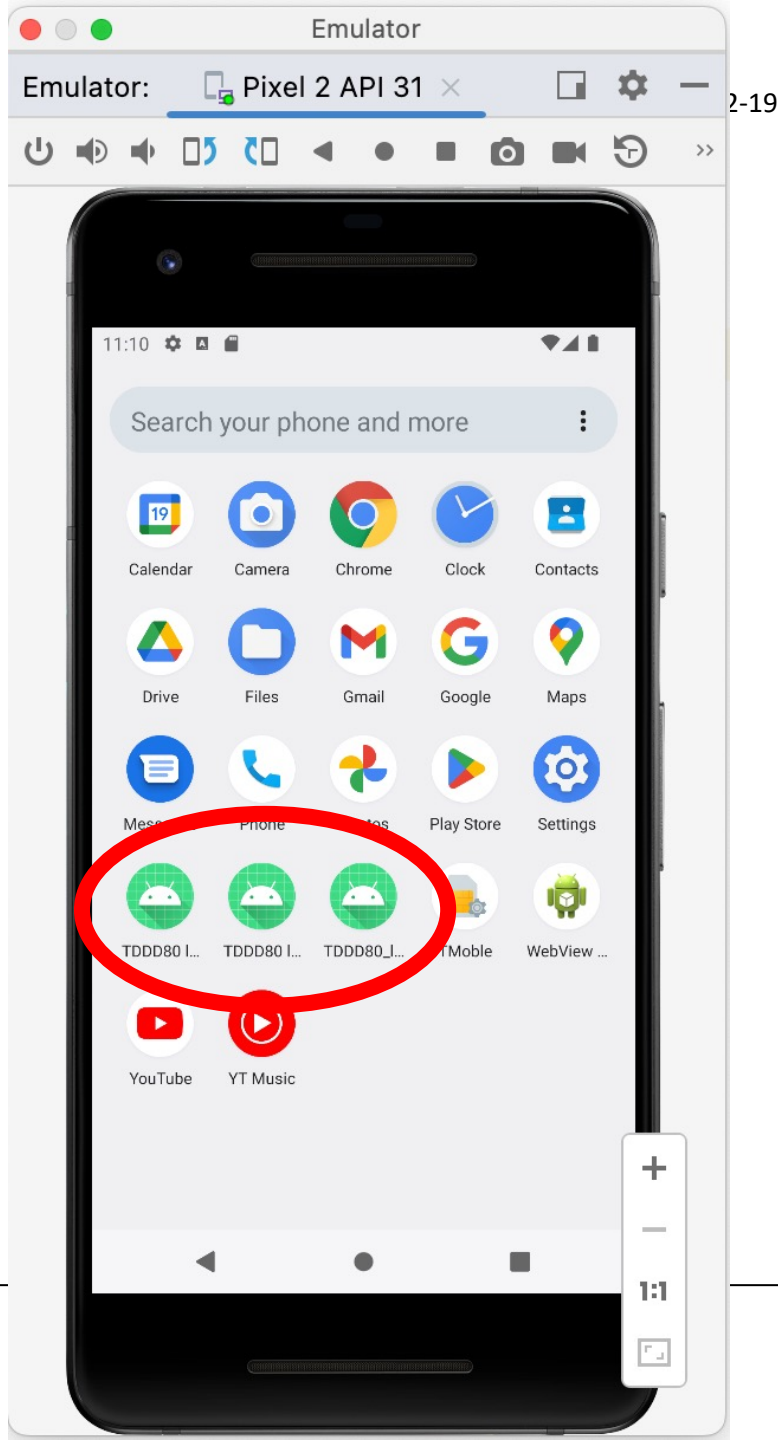 Emulator
Emulator: Pixel 2 API 31
2-19
11:10
Search your phone and more
19
Calendar Camera Chrome Clock Contacts
Drive Files Gmail Google Maps
Phone Play Store Settings
TDDD80 l... TDDD80 l... TDDD80_l... TMoble WebView ...
YouTube YT Music
1:1